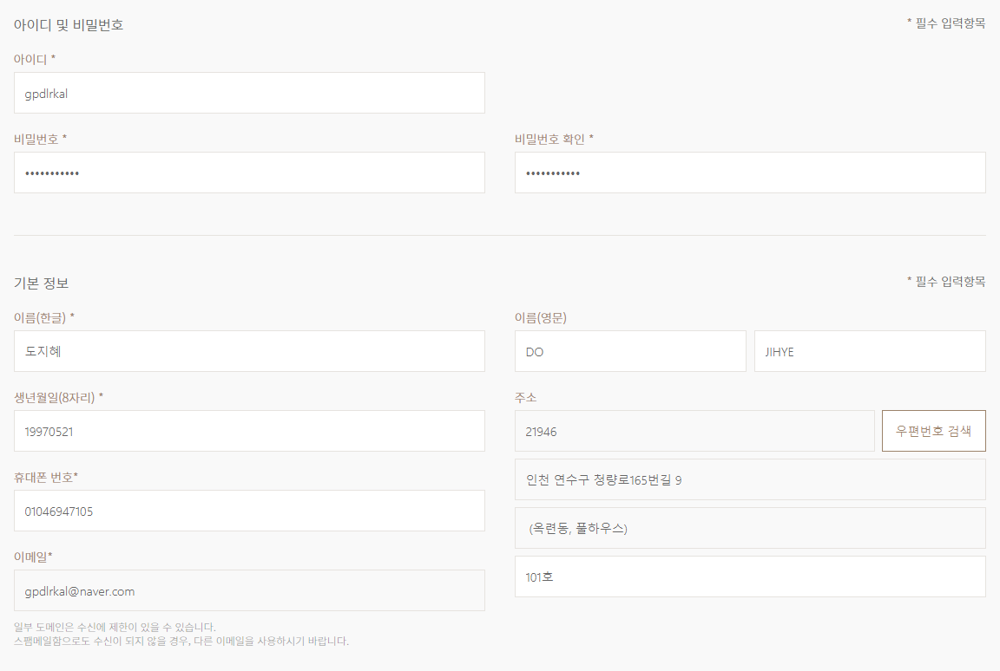 아이디 및 비밀번호
* 필수 입력항목
아이디 *
gpdlrkal
비밀번호 *
비밀번호 확인 *
•••••••••••
•••••••••••
기본 정보
* 필수 입력항목
이름(한글) *
이름(영문)
도지혜
DO
JIHYE
생년월일(8자리) *
주소
19970521
21946
우편번호 검색
휴대폰 번호*
인천 연수구 청량로165번길 9
01046947105
(옥련동, 풀하우스)
이메일*
101호
gpdlrkal@naver.com
일부 도메인은 수신에 제한이 있을 수 있습니다.
스팸메일함으로도 수신이 되지 않을 경우, 다른 이메일을 사용하시기 바랍니다.